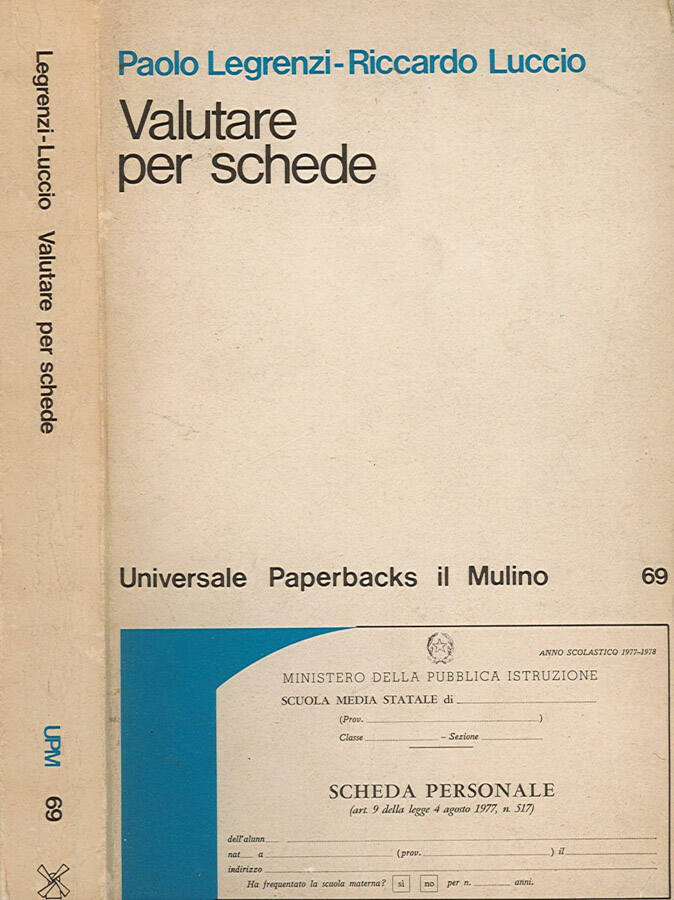 Legrenzi-Luccio Valutare per schede
UPM
69
Paolo Legrenzi-Riccardo Luccio
Valutare
per schede
Universale Paperbacks il Mulino 69
ANNO SCOLASTICO 1977-1978
MINISTERO DELLA PUBBLICA ISTRUZIONE
SCUOLA MEDIA STATALE di
(Prov. )
Classe - Sezione
SCHEDA PERSONALE
(art. 9 della legge 4 agosto 1977, n. 517)
dell'alunn
nat a (prov. ) il
indirizzo
Ha frequentato la scuola materna? si no per n. anni.